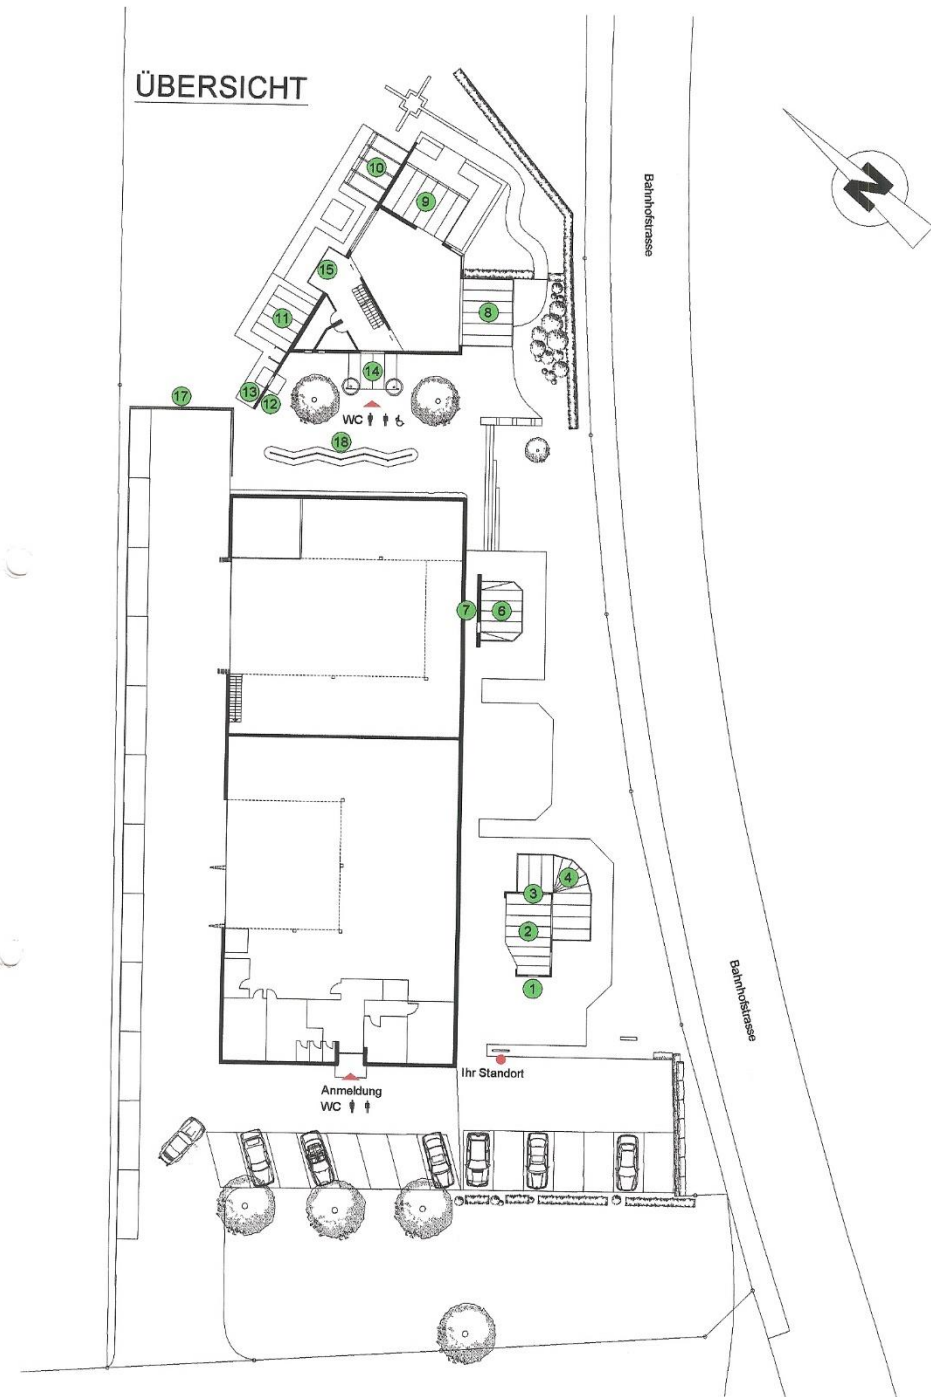 ÜBERSICHT
N
Bahnhofstrasse
10
9
15
11
8
14
13
12
17
WC
18
7
6
4
3
2
1
Bahnhofstrasse
Ihr Standort
Anmeldung
WC